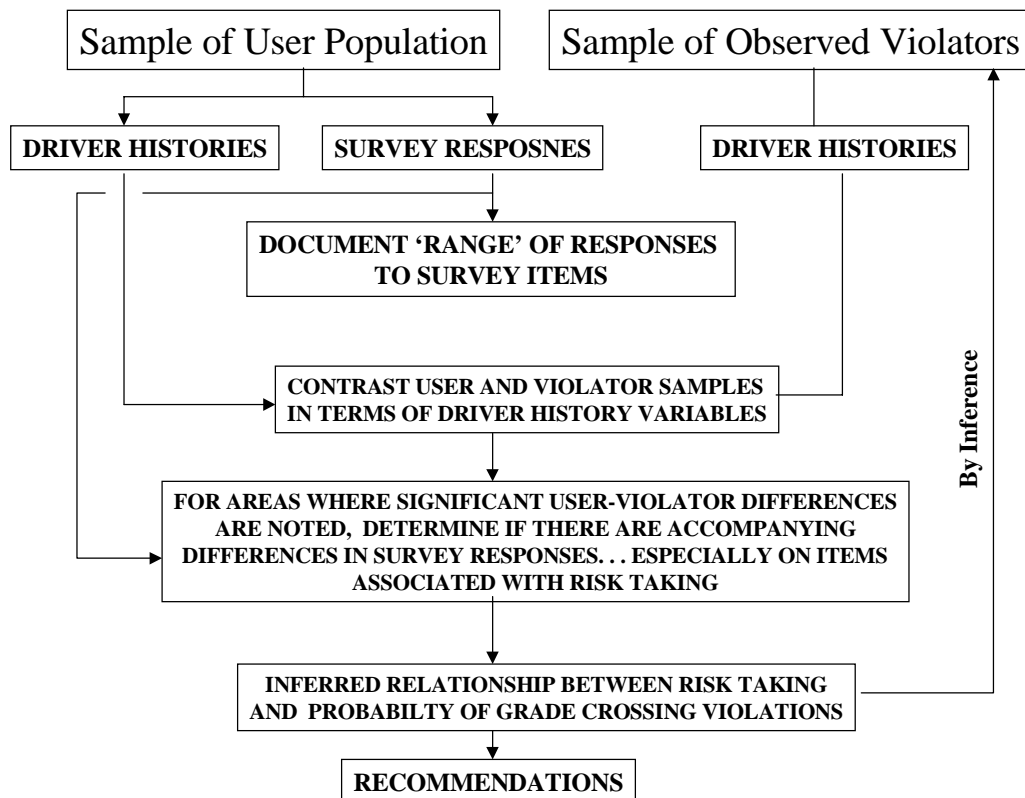 Sample of User Population
Sample of Observed Violators
DRIVER HISTORIES
SURVEY RESPOSNES
DRIVER HISTORIES
DOCUMENT ‘RANGE’ OF RESPONSES
TO SURVEY ITEMS
CONTRAST USER AND VIOLATOR SAMPLES
IN TERMS OF DRIVER HISTORY VARIABLES
By Inference
FOR AREAS WHERE SIGNIFICANT USER-VIOLATOR DIFFERENCES
ARE NOTED, DETERMINE IF THERE ARE ACCOMPANYING
DIFFERENCES IN SURVEY RESPONSES. . . ESPECIALLY ON ITEMS
ASSOCIATED WITH RISK TAKING
INFERRED RELATIONSHIP BETWEEN RISK TAKING
AND PROBABILTY OF GRADE CROSSING VIOLATIONS
RECOMMENDATIONS